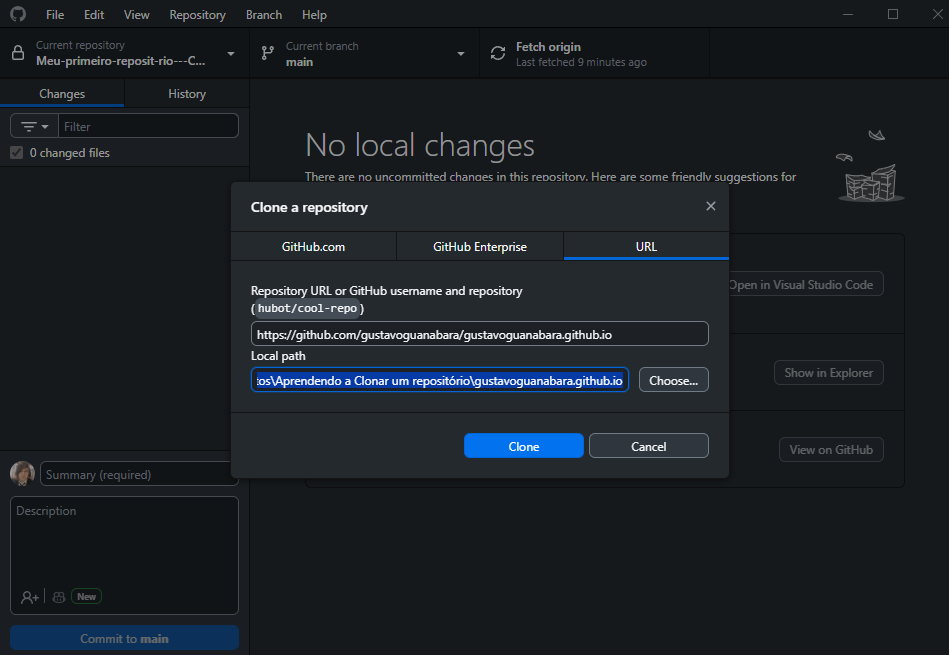 File Edit View Repository Branch Help
Current repository
Meu-primeiro-reposit-rio---C...
Current branch
main
Fetch origin
Last fetched 9 minutes ago
Changes History
Filter
0 changed files
No local changes
There are no uncommitted changes in this repository. Here are some friendly suggestions for
Clone a repository
GitHub.com GitHub Enterprise URL
Repository URL or GitHub username and repository
(hubot/cool-repo)
https://github.com/gustavoguanabara/gustavoguanabara.github.io
Local path
tos\Aprendendo a Clonar um repositório\gustavoguanabara.github.io
Choose...
Clone Cancel
Open in Visual Studio Code
Show in Explorer
View on GitHub
Summary (required)
Description
New
Commit to main